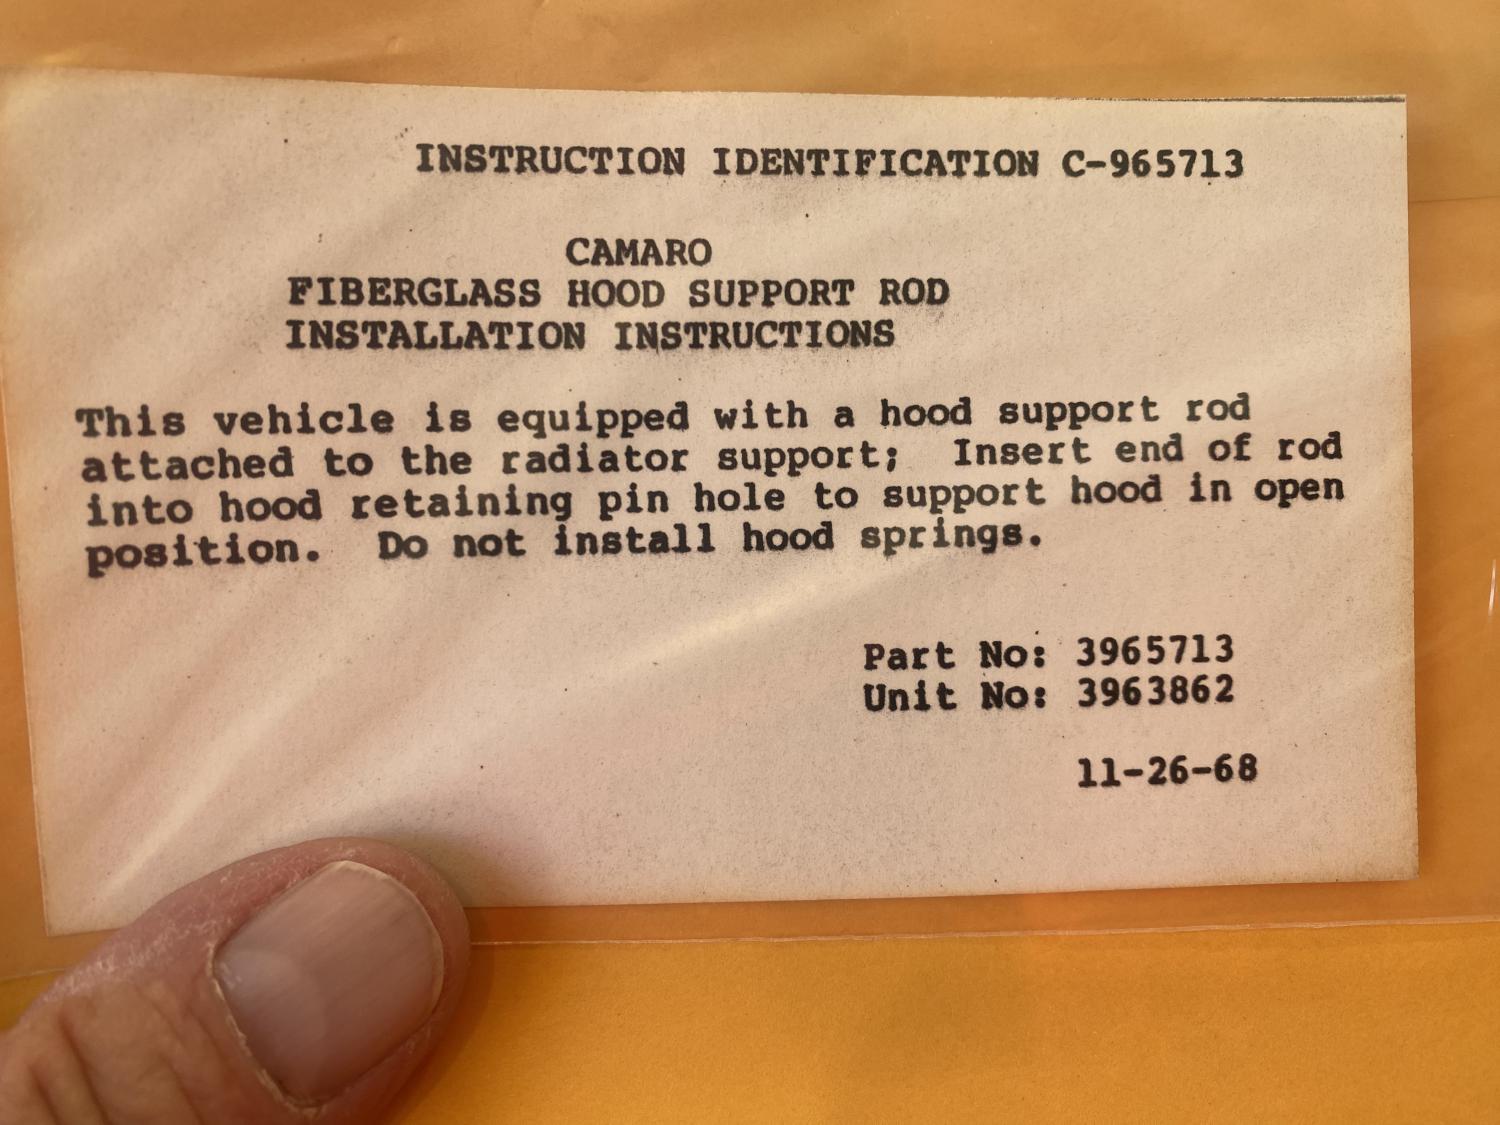 INSTRUCTION IDENTIFICATION C-965713
CAMARO
FIBERGLASS HOOD SUPPORT ROD
INSTALLATION INSTRUCTIONS
This vehicle is equipped with a hood support rod
attached to the radiator support; Insert end of rod
into hood retaining pin hole to support hood in open
position. Do not install hood springs.
Part No: 3965713
Unit No: 3963862
11-26-68